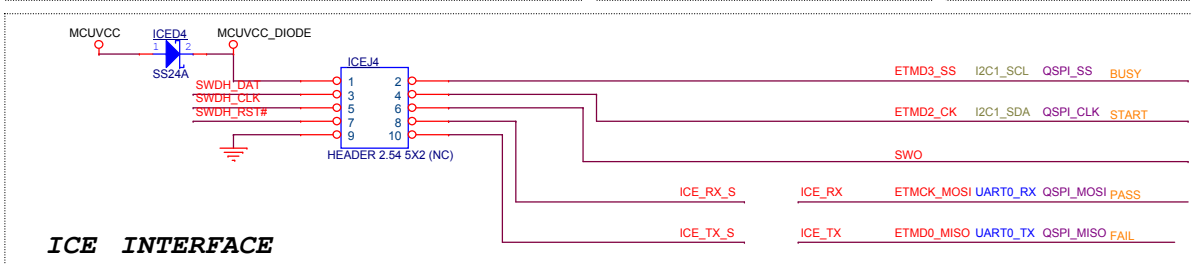 MCUVCC ICED4 MCUVCC_DIODE
1 2
SS24A
ICEJ4
SWDH_DAT 1 2 ETMD3_SS I2C1_SCL QSPI_SS BUSY
SWDH_CLK 3 4
SWDH_RST# 5 6 ETMD2_CK I2C1_SDA QSPI_CLK START
7 8
9 10
HEADER 2.54 5X2 (NC) SWO
ICE_RX_S ICE_RX ETMCK_MOSI UART0_RX QSPI_MOSI PASS
ICE_TX_S ICE_TX ETMD0_MISO UART0_TX QSPI_MISO FAIL
ICE INTERFACE